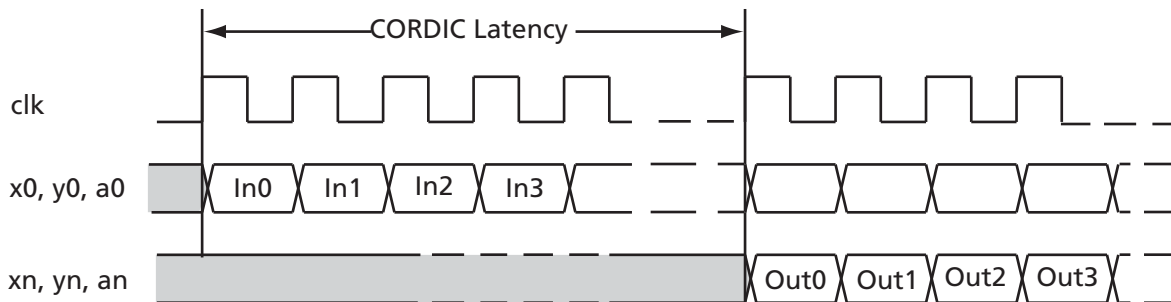 CORDIC Latency
clk
x0, y0, a0 In0 In1 In2 In3
xn, yn, an Out0 Out1 Out2 Out3